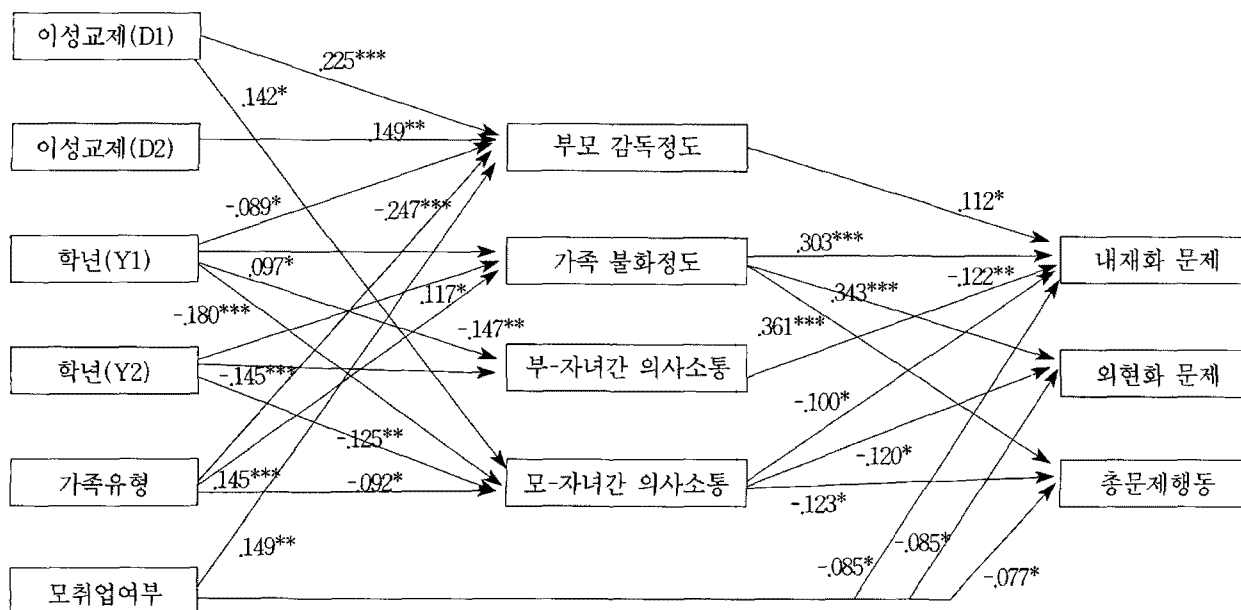 이성교제(D1)
.225***
.142*
이성교제(D2)
.149**
부모 감독정도
-.089*
-.247***
.112*
학년(Y1)
.097*
가족 불화정도
.303***
-.122**
내재화 문제
.117*
.343***
-.180***
-.147**
.361***
학년(Y2)
-.145***
부-자녀간 의사소통
외현화 문제
-.100*
-.125**
-.120*
가족유형
.145***
-.092*
모-자녀간 의사소통
-.123*
총문제행동
.149**
-.085*
-.085*
-.077*
모취업여부